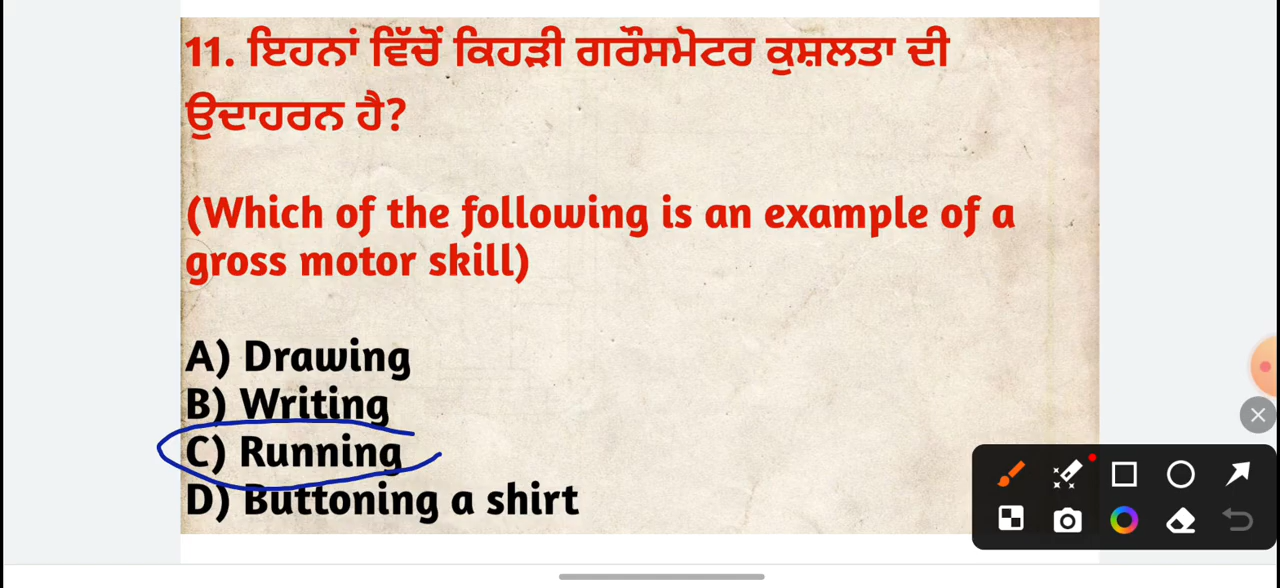 11. ਇਹਨਾਂ ਵਿੱਚੋਂ ਕਿਹੜੀ ਗਰੌਸਮੋਟਰ ਕੁਸ਼ਲਤਾ ਦੀ
ਉਦਾਹਰਨ ਹੈ?
(Which of the following is an example of a
gross motor skill)
A) Drawing
B) Writing
C) Running
D) Buttoning a shirt